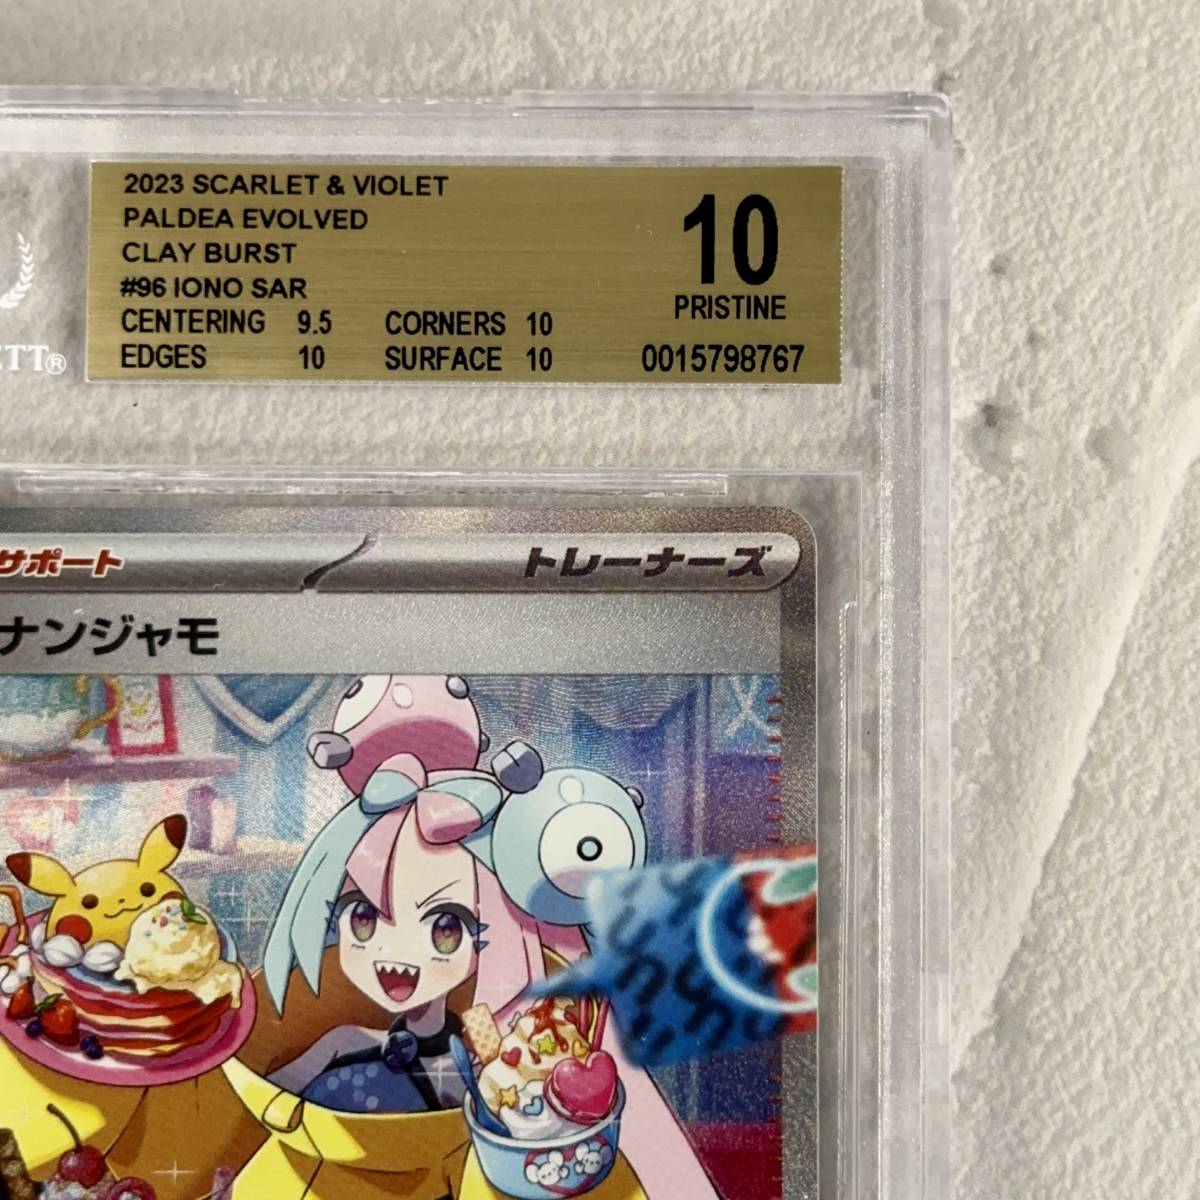 2023 SCARLET & VIOLET
PALDEA EVOLVED
CLAY BURST
#96 IONO SAR
CENTERING 9.5 CORNERS 10
EDGES 10 SURFACE 10
10
PRISTINE
0015798767
ETT®
サポート
トレーナーズ
ナンジャモ